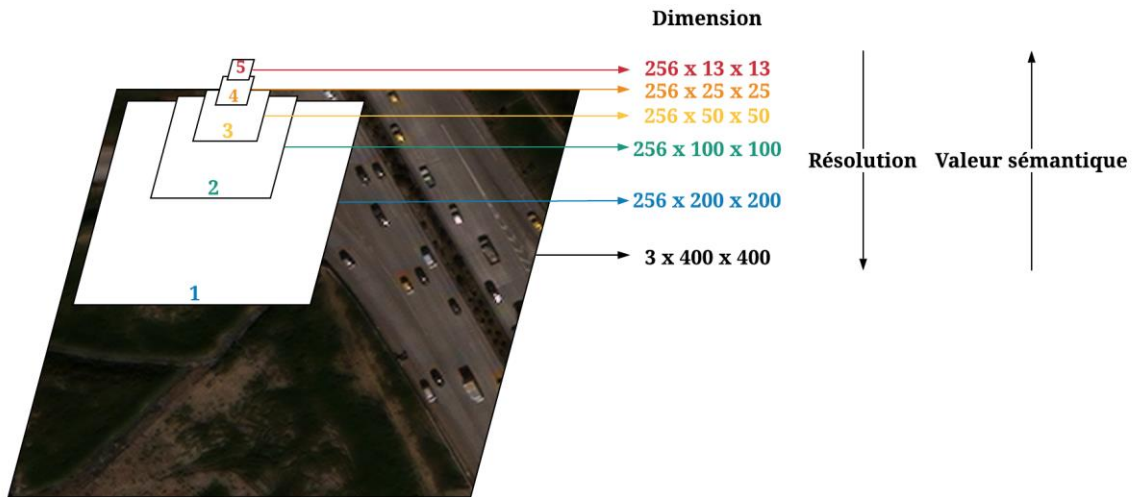 Dimension
5
256 x 13 x 13
4
256 x 25 x 25
3
256 x 50 x 50
2
256 x 100 x 100
Résolution
Valeur sémantique
256 x 200 x 200
3 x 400 x 400
1